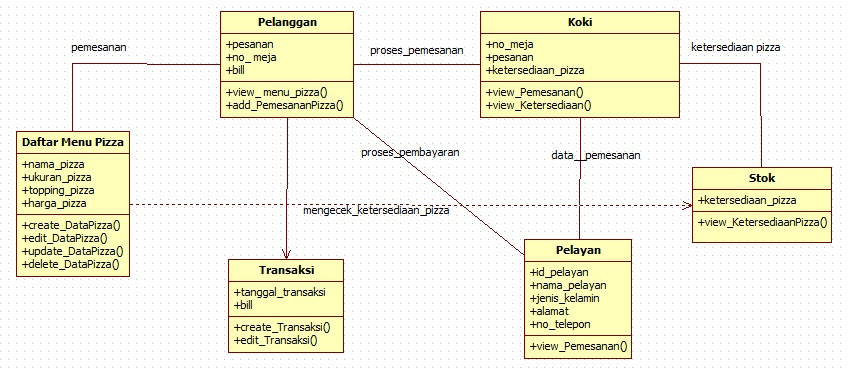 Pelanggan
+pesanan
+no_ meja
+bill
+view_ menu_pizza()
+add_PemesananPizza()
Koki
+no_meja
+pesanan
+ketersediaan_pizza
+view_Pemesanan()
+view_Ketersediaan()
pemesanan
proses_pemesanan
ketersediaan pizza
Daftar Menu Pizza
+nama_pizza
+ukuran_pizza
+topping_pizza
+harga_pizza
+create_DataPizza()
+edit_DataPizza()
+update_DataPizza()
+delete_DataPizza()
proses_pembayaran
data__pemesanan
mengecek_ketersediaan_pizza
Stok
+ketersediaan_pizza
+view_KetersediaanPizza()
Transaksi
+tanggal_transaksi
+bill
+create_Transaksi()
+edit_Transaksi()
Pelayan
+id_pelayan
+nama_pelayan
+jenis_kelamin
+alamat
+no_telepon
+view_Pemesanan()